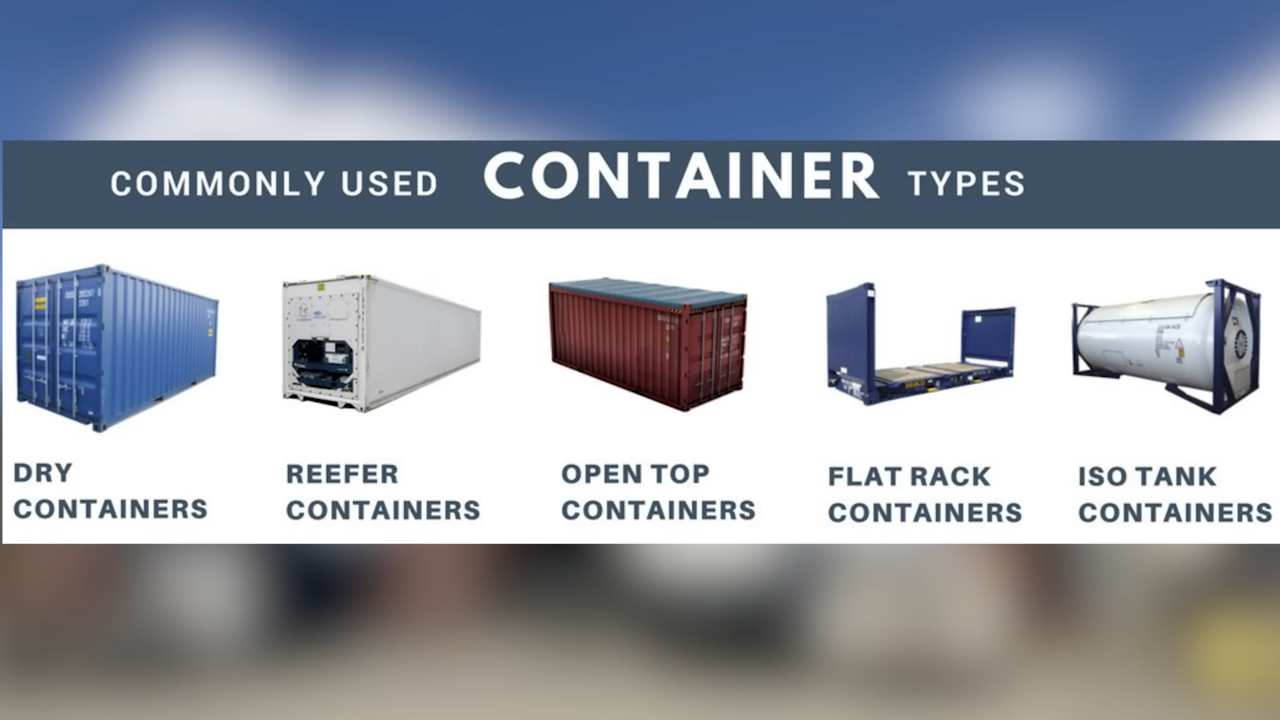 COMMONLY USED CONTAINER TYPES
DRY
CONTAINERS
REEFER
CONTAINERS
OPEN TOP
CONTAINERS
FLAT RACK
CONTAINERS
ISO TANK
CONTAINERS